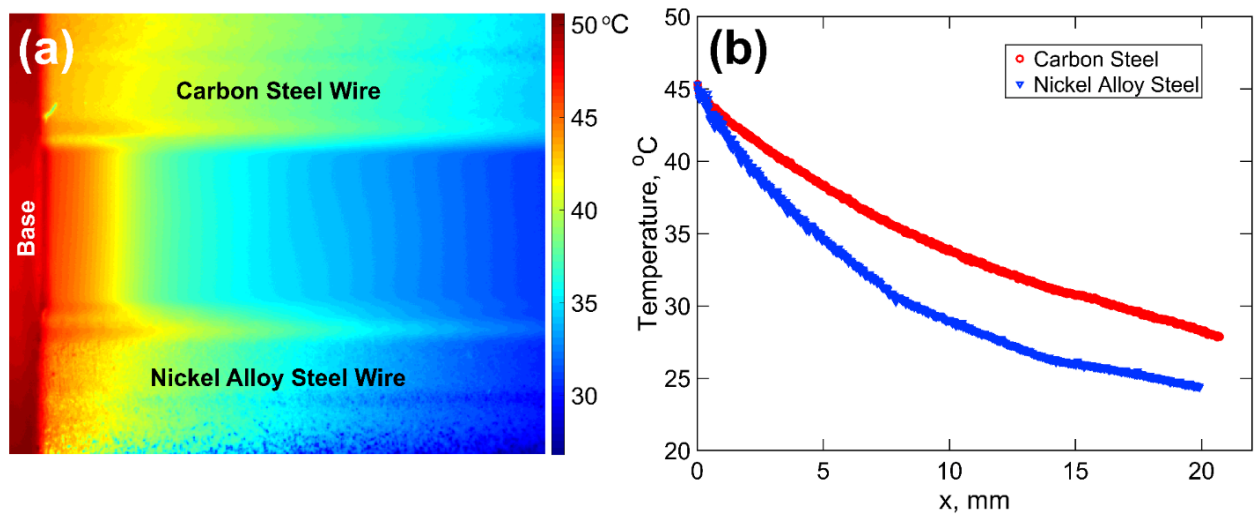 (a)
Carbon Steel Wire
Base
Nickel Alloy Steel Wire
50 °C
45
40
35
30
(b)
Carbon Steel
Nickel Alloy Steel
Temperature, °C
50
45
40
35
30
25
20
0
5
10
15
20
x, mm